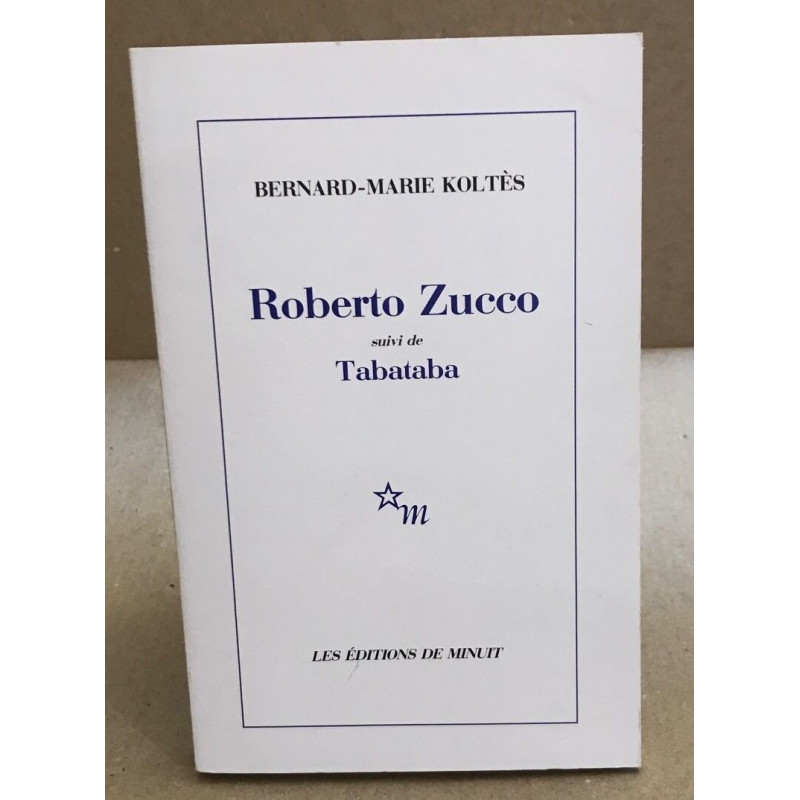 BERNARD-MARIE KOLTÈS
Roberto Zucco
suivi de
Tabataba
m
LES ÉDITIONS DE MINUIT